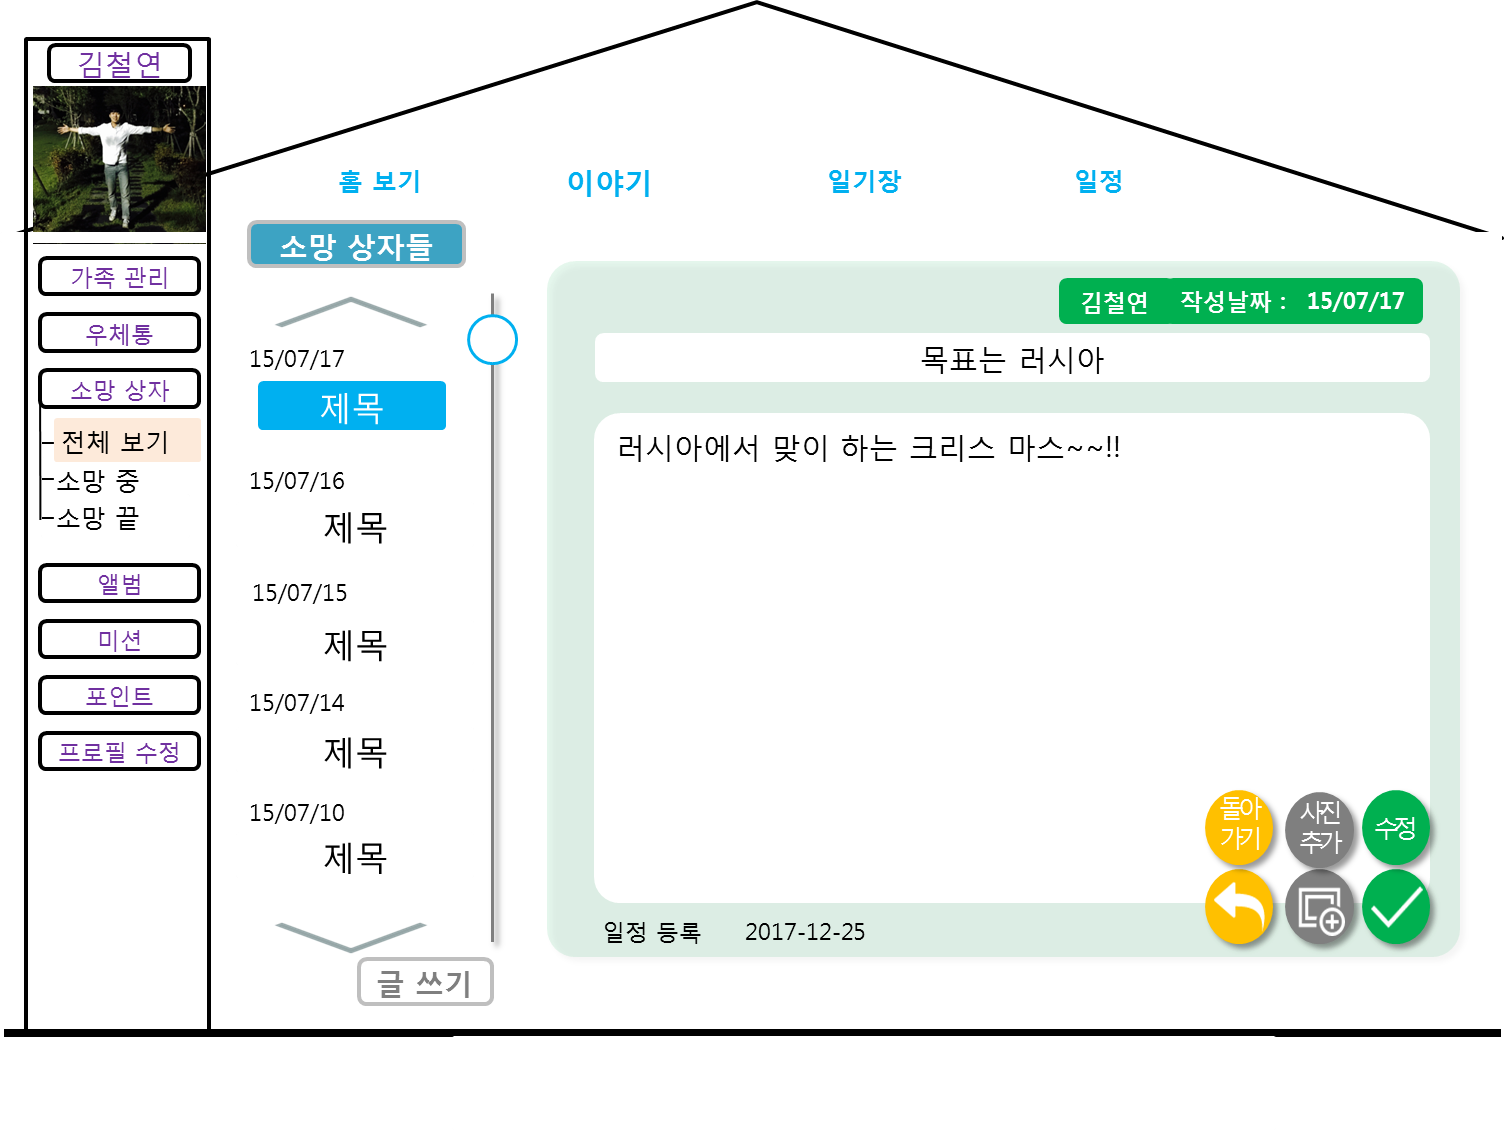 김철연
홈 보기
이야기
일기장
일정
가족 관리
우체통
소망 상자
전체 보기
소망 중
소망 끝
앨범
미션
포인트
프로필 수정
소망 상자들
15/07/17
제목
15/07/16
제목
15/07/15
제목
15/07/14
제목
15/07/10
제목
글 쓰기
김철연 작성날짜 : 15/07/17
목표는 러시아
러시아에서 맞이 하는 크리스 마스~~!!
돌아
가기
사진
추가
수정
일정 등록 2017-12-25